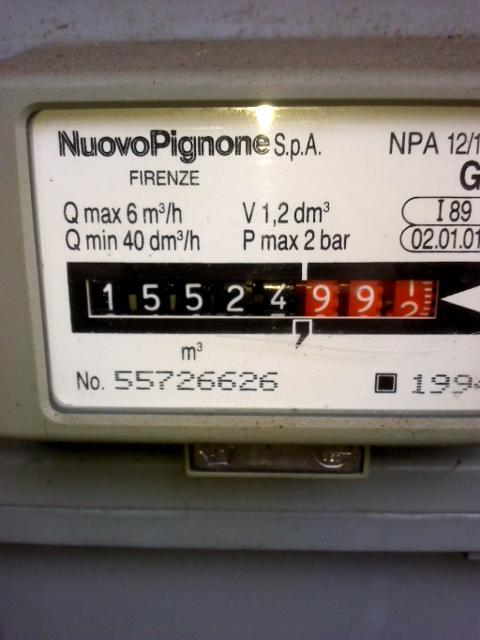 NuovoPignone S.p.A.
FIRENZE
NPA 12/1
G
Q max 6 m³/h
V 1,2 dm³
I 89
Q min 40 dm³/h
P max 2 bar
02.01.01
15524,99
m³
No. 55726626
1994